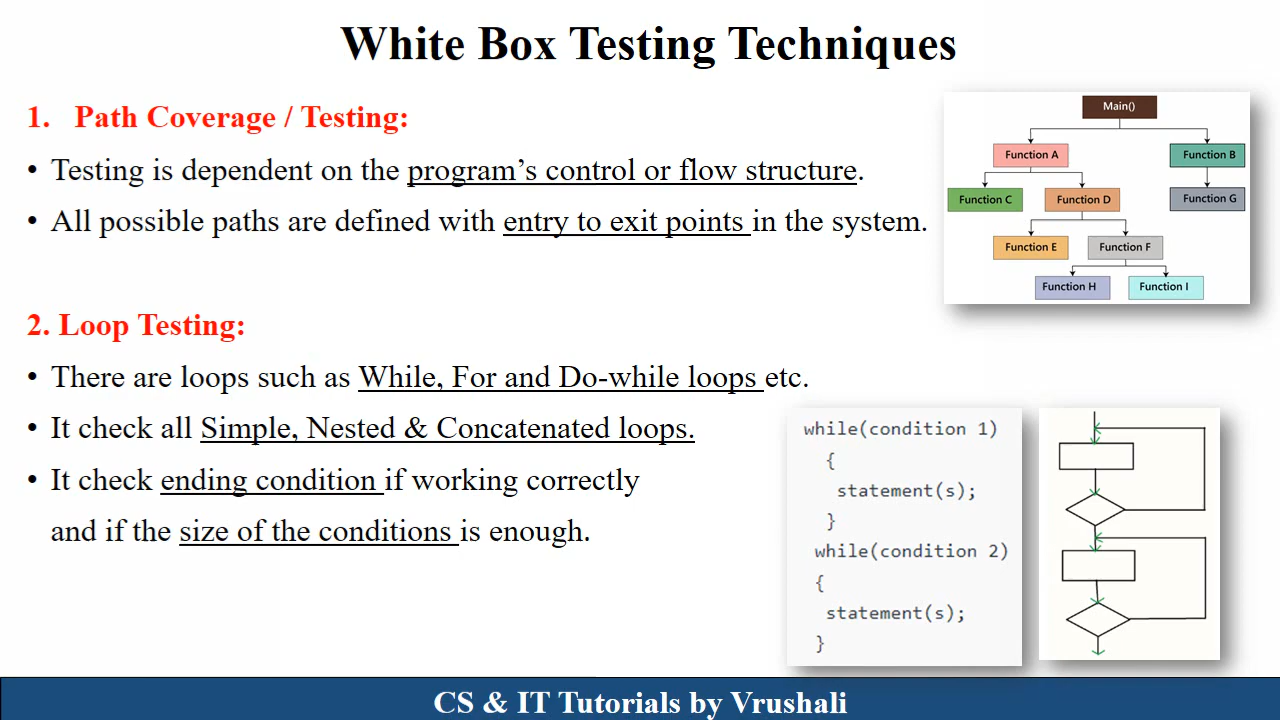 White Box Testing Techniques
1. Path Coverage / Testing:
• Testing is dependent on the program’s control or flow structure.
• All possible paths are defined with entry to exit points in the system.
Main()
Function A
Function B
Function C
Function D
Function G
Function E
Function F
Function H
Function I
2. Loop Testing:
• There are loops such as While, For and Do-while loops etc.
• It check all Simple, Nested & Concatenated loops.
• It check ending condition if working correctly
and if the size of the conditions is enough.
while(condition 1)
{
statement(s);
}
while(condition 2)
{
statement(s);
}
CS & IT Tutorials by Vrushali